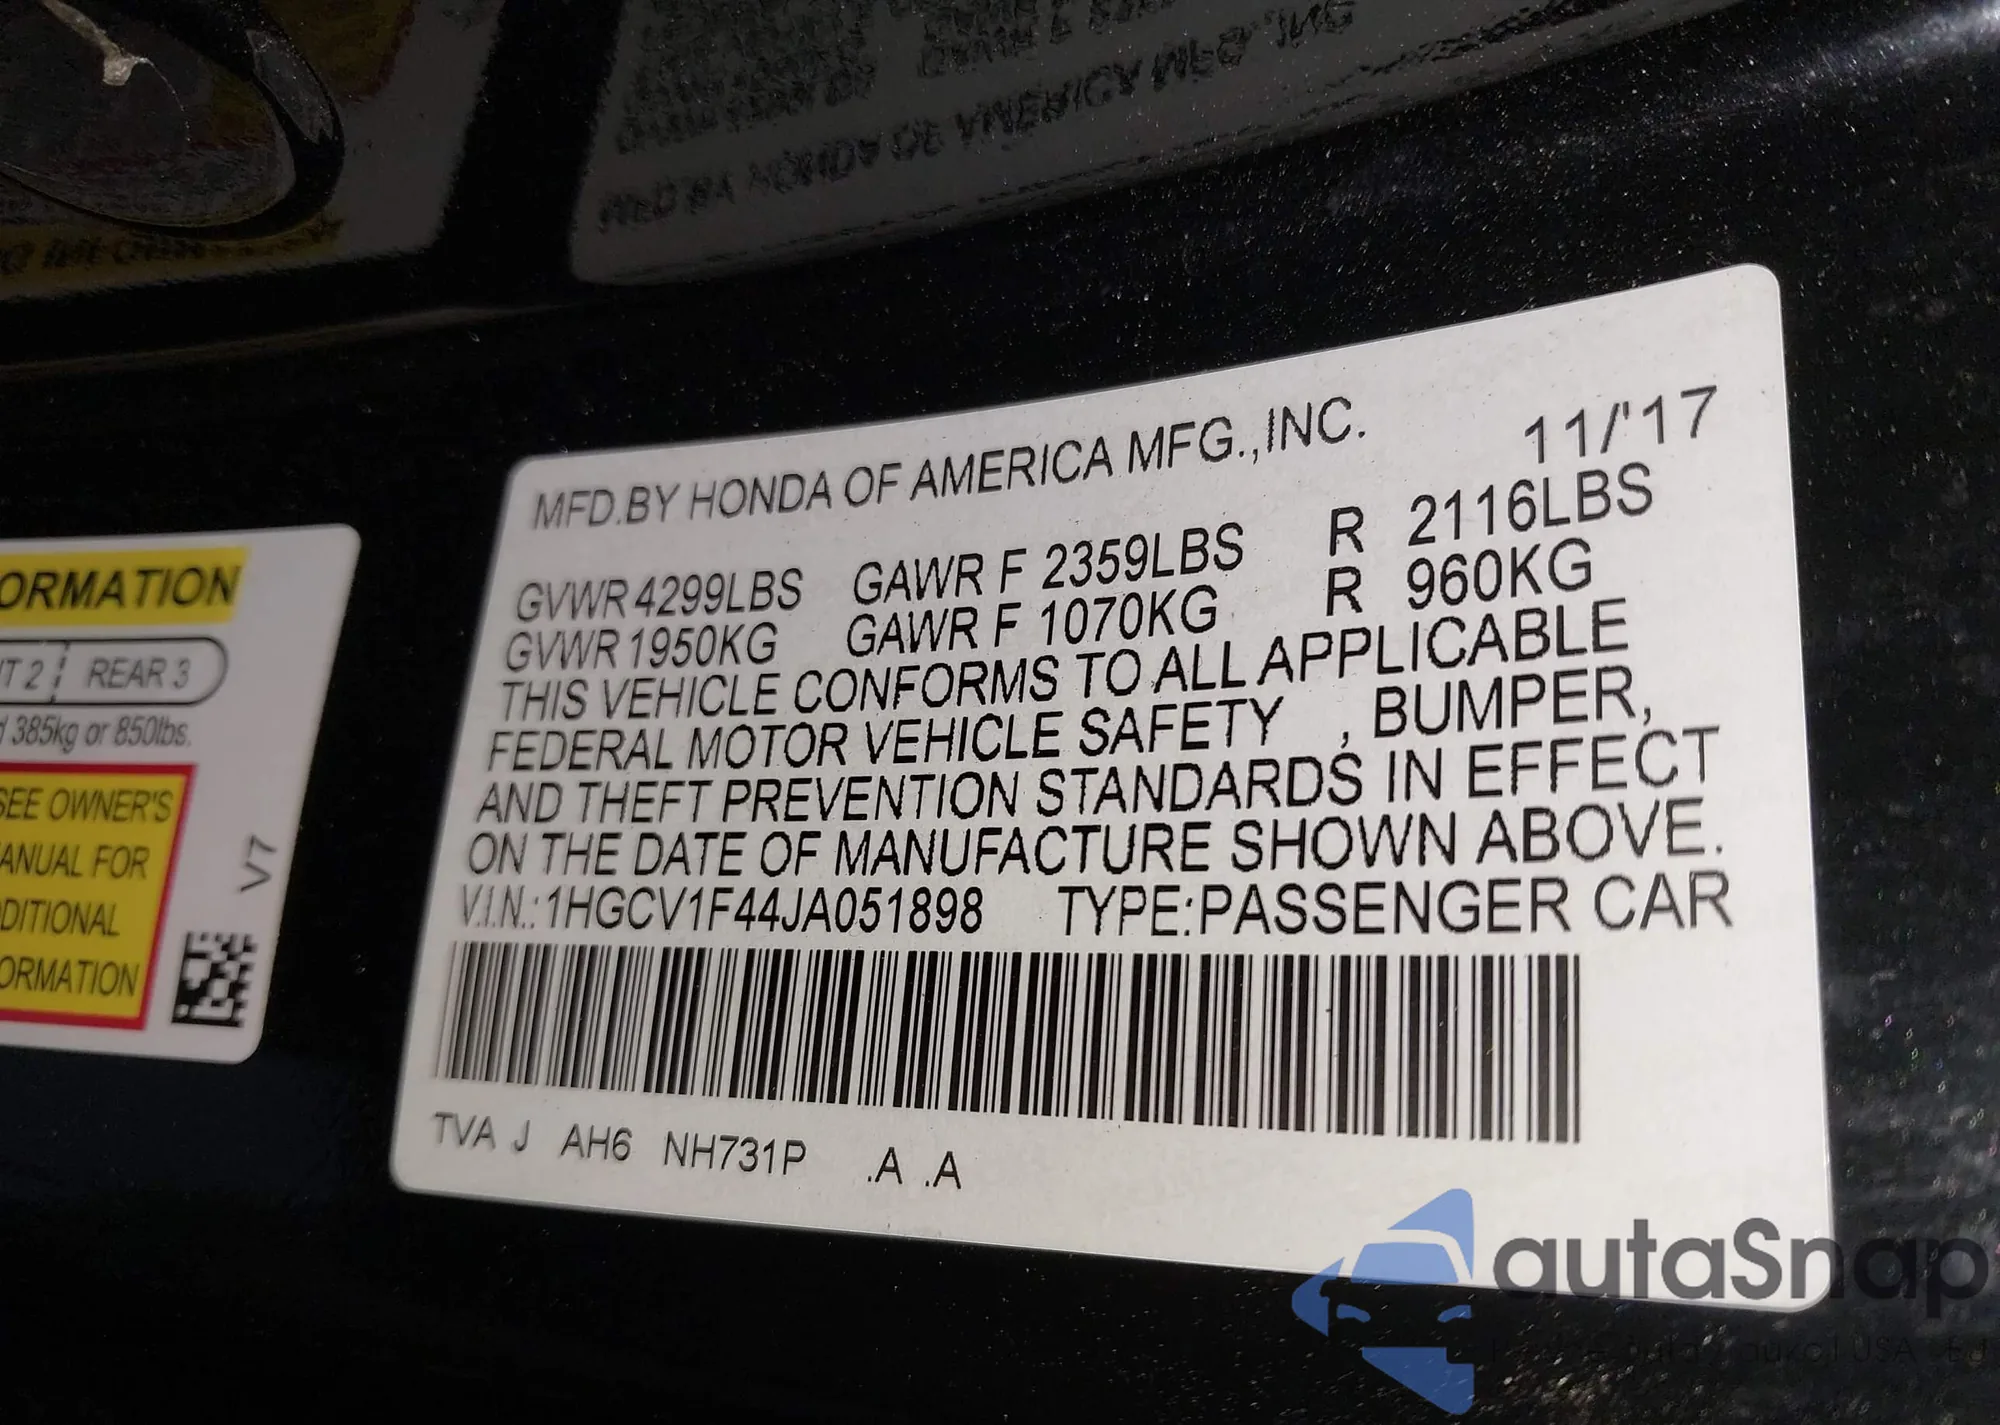 MFD.BY HONDA OF AMERICA MFG.,INC. 11/'17
GVWR 4299LBS GAWR F 2359LBS R 2116LBS
GVWR 1950KG GAWR F 1070KG R 960KG
THIS VEHICLE CONFORMS TO ALL APPLICABLE
FEDERAL MOTOR VEHICLE SAFETY , BUMPER,
AND THEFT PREVENTION STANDARDS IN EFFECT
ON THE DATE OF MANUFACTURE SHOWN ABOVE.
V.I.N.:1HGCV1F44JA051898 TYPE:PASSENGER CAR
TVA J AH6 NH731P .A .A
ORMATION
T 2 REAR 3
385kg or 850lbs.
SEE OWNER'S
ANUAL FOR
DITIONAL
ORMATION
V7
autaSnap